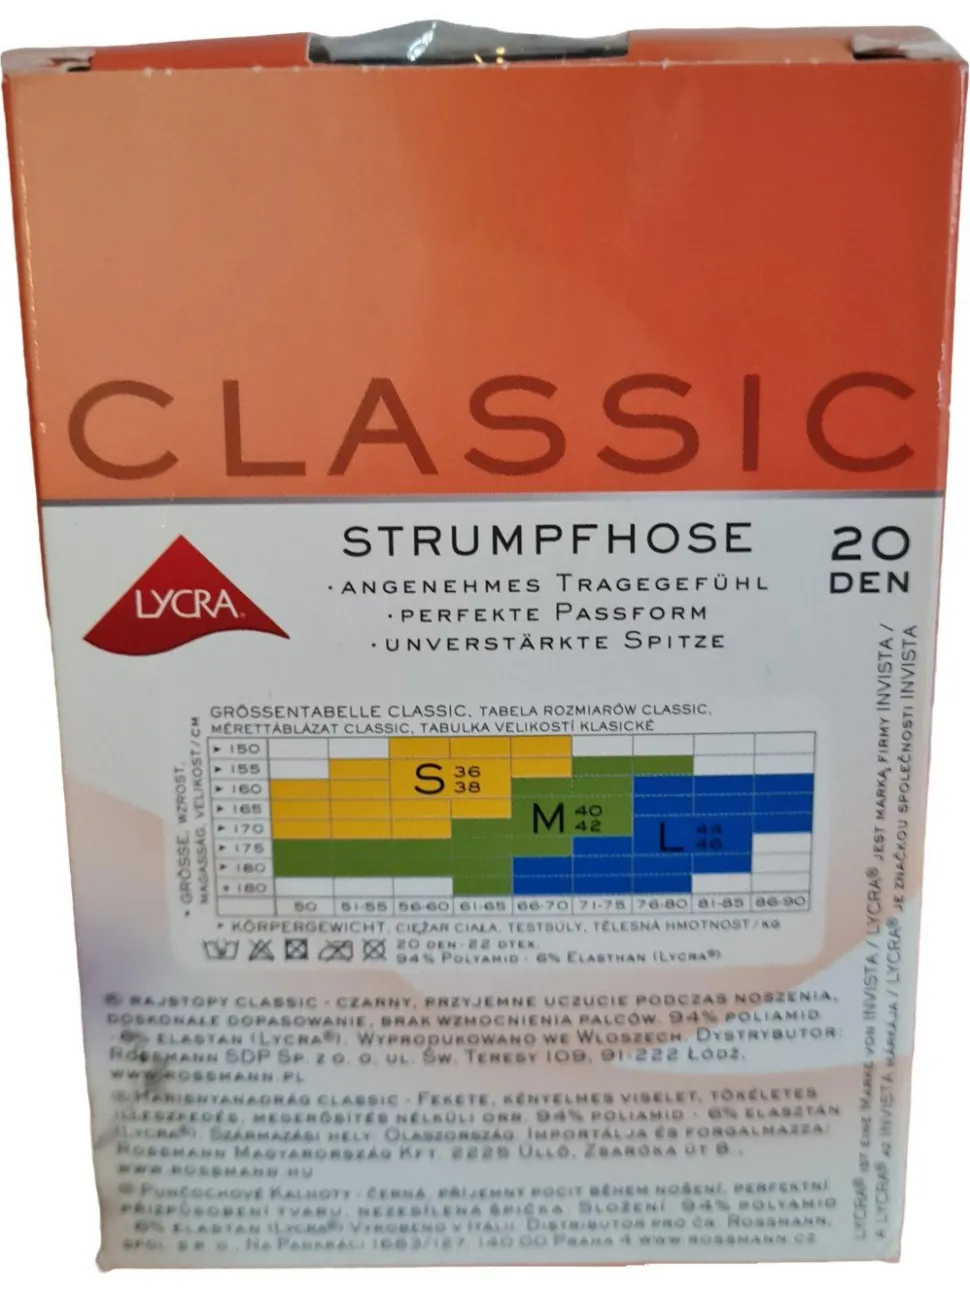 CLASSIC
STRUMPFHOSE
20
DEN
LYCRA®
·ANGENEHMES TRAGEGEFÜHL
·PERFEKTE PASSFORM
·UNVERSTÄRKTE SPITZE
GRÖSSENTABELLE CLASSIC, TABELA ROZMIARÓW CLASSIC,
MÉRETTÁBLÁZAT CLASSIC, TABULKA VELIKOSTÍ KLASICKÉ
▸ GRÖSSE, WZROST,
MAGASSÁG, VELIKOST/CM
▸ 150
▸ 155
▸ 160
▸ 165
▸ 170
▸ 175
▸ 180
+ 180
S 36 38
M 40 42
L 44 46
50 51-55 56-60 61-65 66-70 71-75 76-80 81-85 86-90
▸ KÖRPERGEWICHT, CIĘŻAR CIAŁA, TESTSÚLY, TĚLESNÁ HMOTNOST/KG
20 DEN-22 DTEX,
94% POLYAMID · 6% ELASTHAN (LYCRA®)
RAJSTOPY CLASSIC - CZARNY, PRZYJEMNE UCZUCIE PODCZAS NOSZENIA,
DOSKONAŁE DOPASOWANIE, BRAK WZMOCNIENIA PALCÓW. 94% POLIAMID
· 6% ELASTAN (LYCRA®). WYPRODUKOWANO WE WŁOSZECH. DYSTRYBUTOR:
ROSSMANN SDP SP. Z O. O. UL. ŚW. TERESY 109, 91-222 ŁÓDŹ,
WWW.ROSSMANN.PL
HARISNYANADRÁG CLASSIC - FEKETE, KÉNYELMES VISELET, TÖKÉLETES
ILLESZKEDÉS, MEGERŐSÍTÉS NÉLKÜLI ORR. 94% POLIAMID · 6% ELASZTÁN
(LYCRA®). SZÁRMAZÁSI HELY: OLASZORSZÁG. IMPORTÁLJA ÉS FORGALMAZZA:
ROSSMANN MAGYARORSZÁG KFT. 2225 ÜLLŐ, ZSARÓKA ÚT 8.,
WWW.ROSSMANN.HU
PUNČOCHOVÉ KALHOTY - ČERNÁ, PŘÍJEMNÝ POCIT BĚHEM NOŠENÍ, PERFEKTNÍ
PŘIZPŮSOBENÍ TVARU, NEZESÍLENÁ ŠPIČKA. SLOŽENÍ: 94% POLYAMID
· 6% ELASTAN (LYCRA®) VYROBENO V ITÁLII. DISTRIBUTOR PRO ČR: ROSSMANN,
SPOL. S R. O., NA PANKRÁCI 1683/127, 140 00 PRAHA 4 WWW.ROSSMANN.CZ
LYCRA® IST EINE MARKE VON INVISTA / LYCRA® JEST MARKĄ FIRMY INVISTA /
A LYCRA® AZ INVISTA MÁRKÁJA / LYCRA® JE ZNAČKOU SPOLEČNOSTI INVISTA